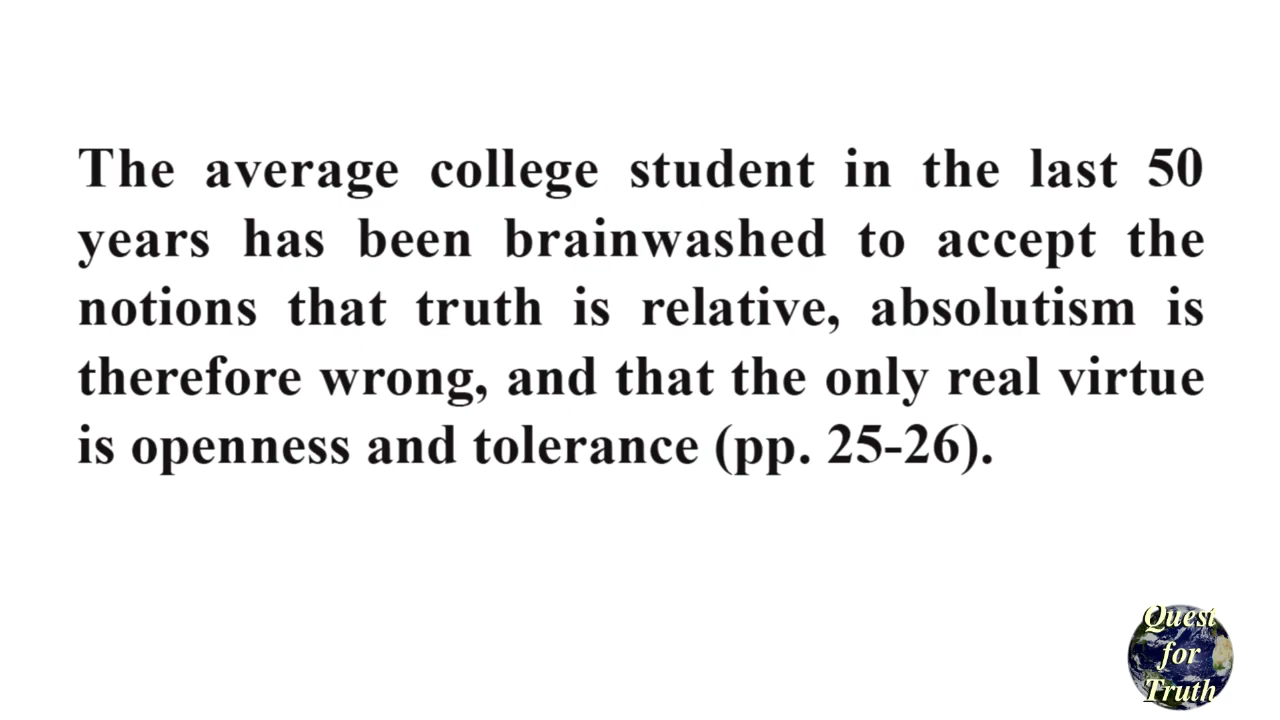 The average college student in the last 50
years has been brainwashed to accept the
notions that truth is relative, absolutism is
therefore wrong, and that the only real virtue
is openness and tolerance (pp. 25-26).
Quest
for
Truth